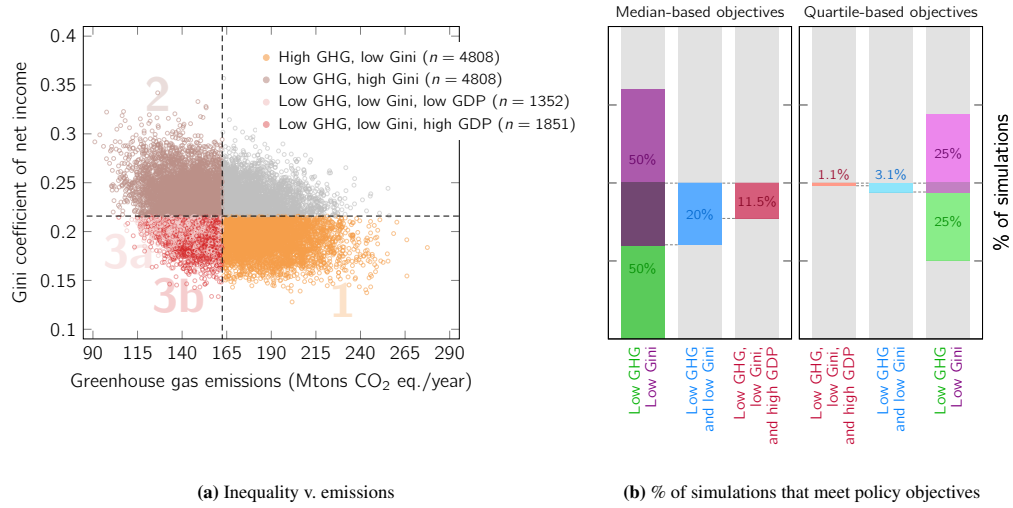 Gini coefficient of net income
0.4
0.35
0.3
0.25
0.2
0.15
0.1
High GHG, low Gini (n = 4808)
Low GHG, high Gini (n = 4808)
Low GHG, low Gini, low GDP (n = 1352)
Low GHG, low Gini, high GDP (n = 1851)
2
3a
3b
1
90 115 140 165 190 215 240 265 290
Greenhouse gas emissions (Mtons CO₂ eq./year)
(a) Inequality v. emissions
Median-based objectives
50%
50%
20%
11.5%
Low GHG
Low Gini
Low GHG
and low Gini
Low GHG,
low Gini,
and high GDP
Quartile-based objectives
1.1%
3.1%
25%
25%
Low GHG,
low Gini,
and high GDP
Low GHG
and low Gini
Low GHG
Low Gini
% of simulations
(b) % of simulations that meet policy objectives